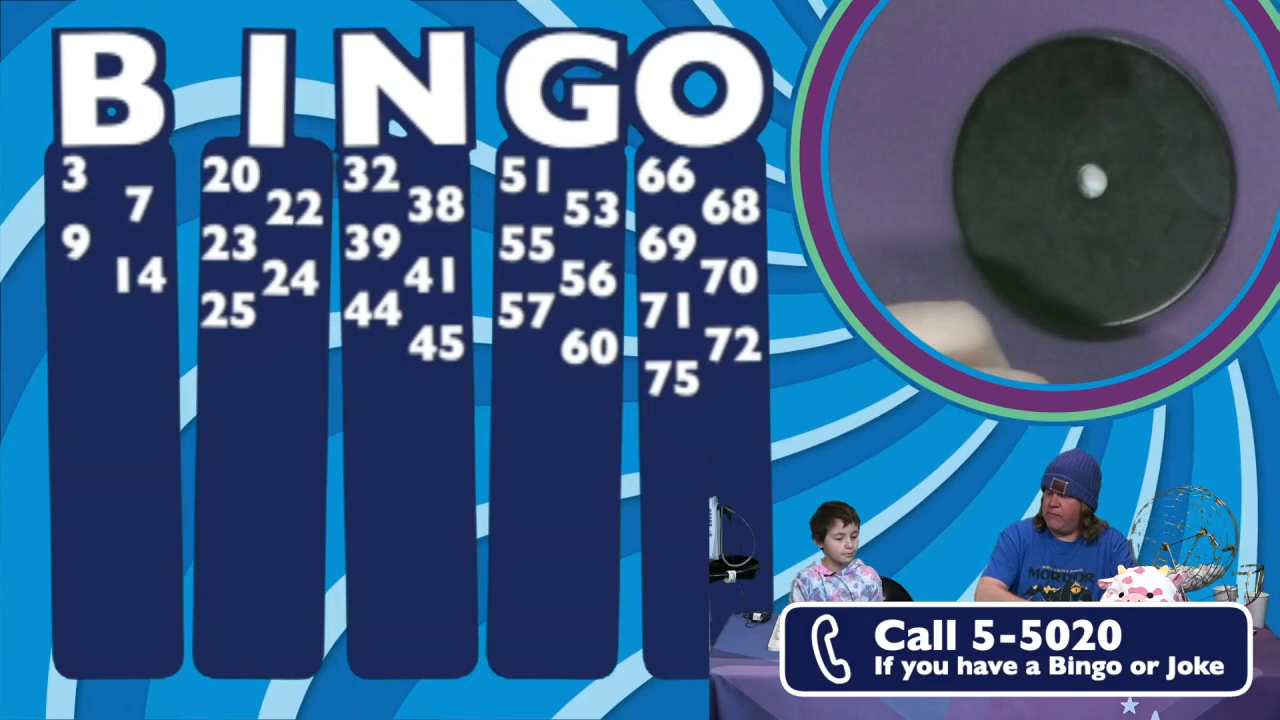 B I N G O
3 20 32 51 66
7 22 38 53 68
9 23 39 55 69
14 24 41 56 70
25 44 57 71
45 60 72
75
MORDOR
Call 5-5020
If you have a Bingo or Joke